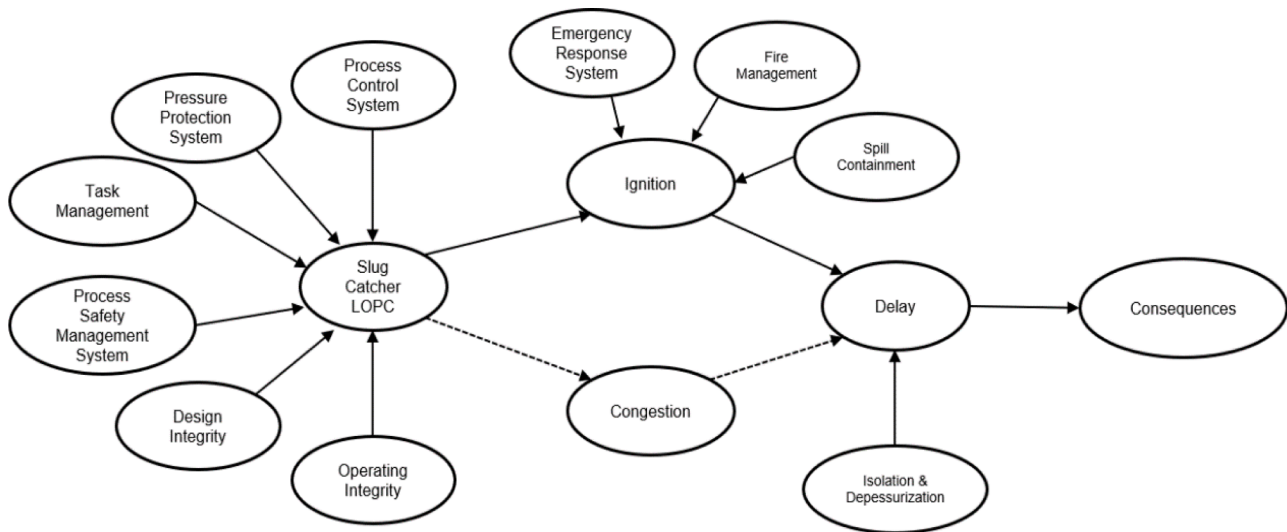 Emergency
Response
System
Fire
Management
Process
Control
System
Pressure
Protection
System
Spill
Containment
Task
Management
Ignition
Slug
Catcher
LOPC
Process
Safety
Management
System
Delay
Consequences
Design
Integrity
Congestion
Operating
Integrity
Isolation &
Depessurization